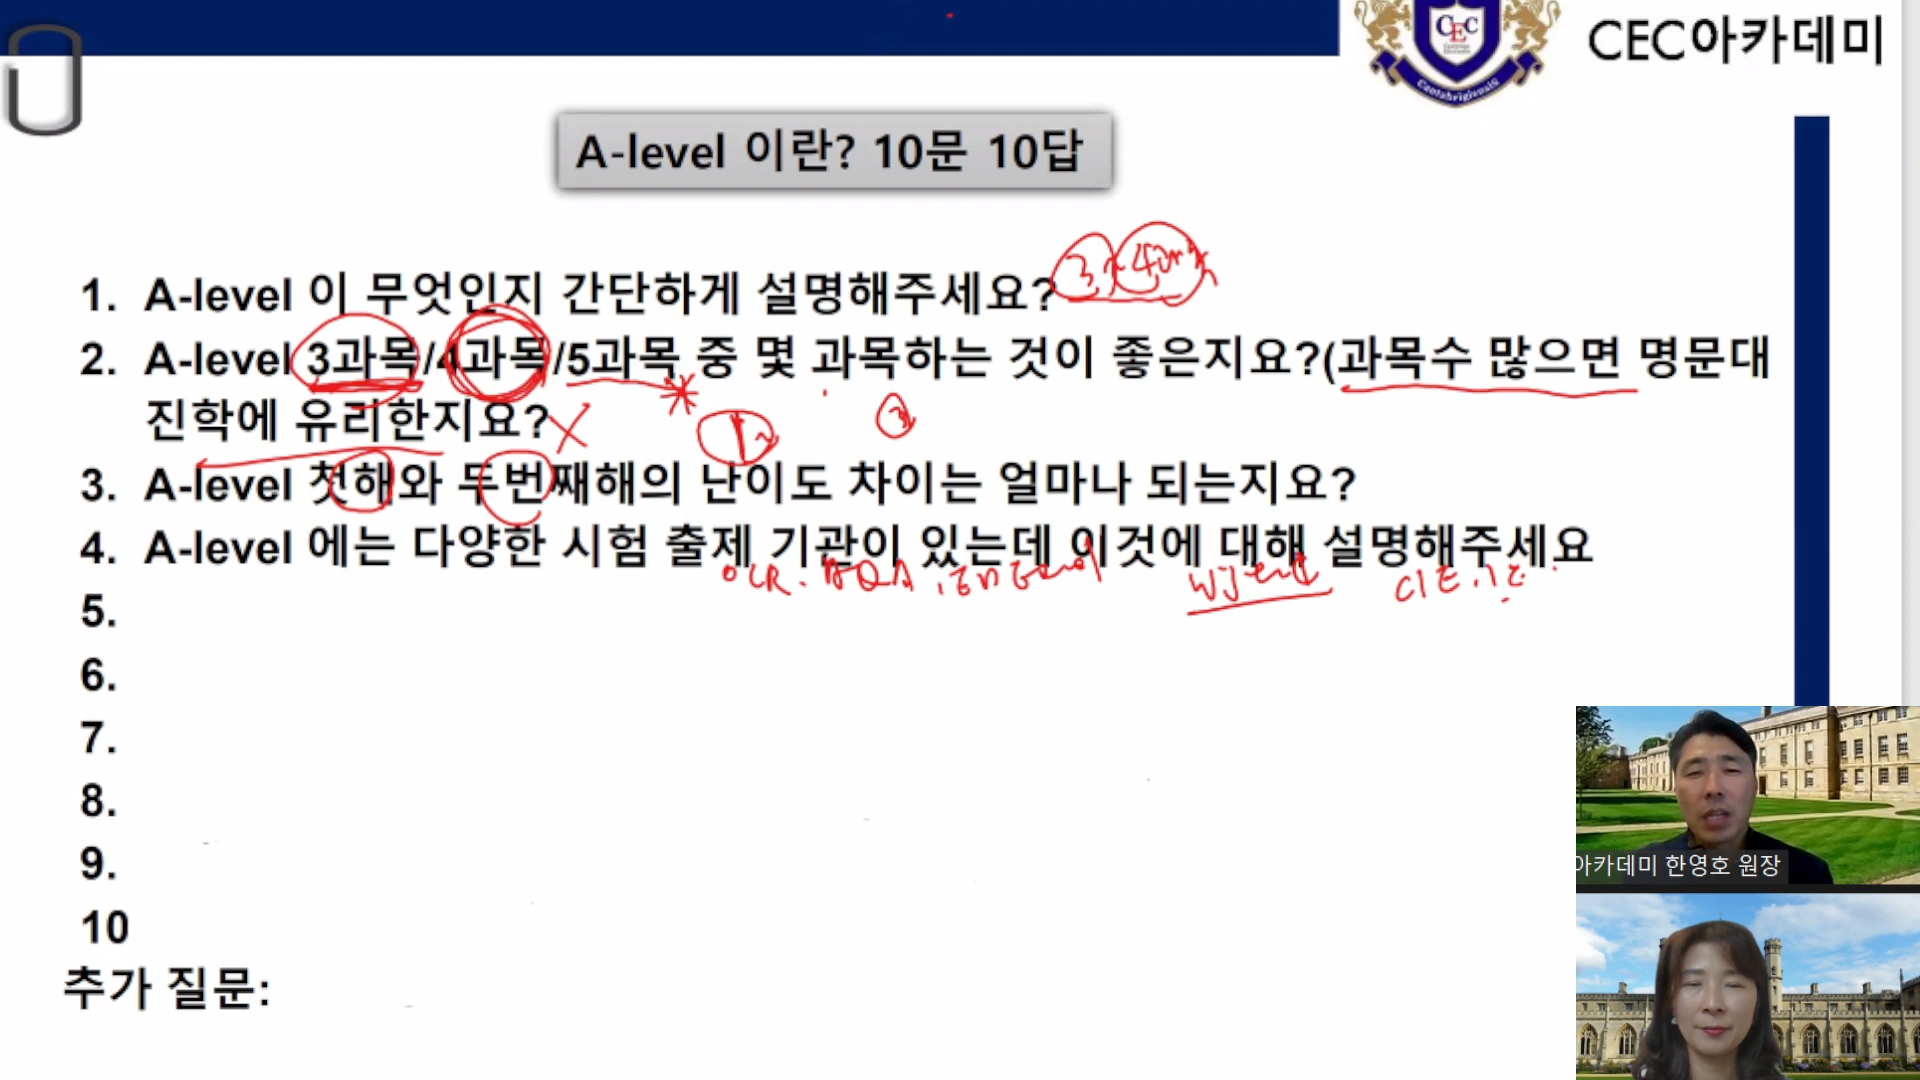 CEC
Cantabrigiensis
CEC아카데미
A-level 이란? 10문 10답
1. A-level 이 무엇인지 간단하게 설명해주세요?
3
2. A-level 3과목/4과목/5과목 중 몇 과목하는 것이 좋은지요?(과목수 많으면 명문대
진학에 유리한지요?
3
3. A-level 첫해와 두번째해의 난이도 차이는 얼마나 되는지요?
4. A-level 에는 다양한 시험 출제 기관이 있는데 이것에 대해 설명해주세요
OCR. AQA,
5.
6.
7.
8.
9.
10
추가 질문:
아카데미 한영호 원장